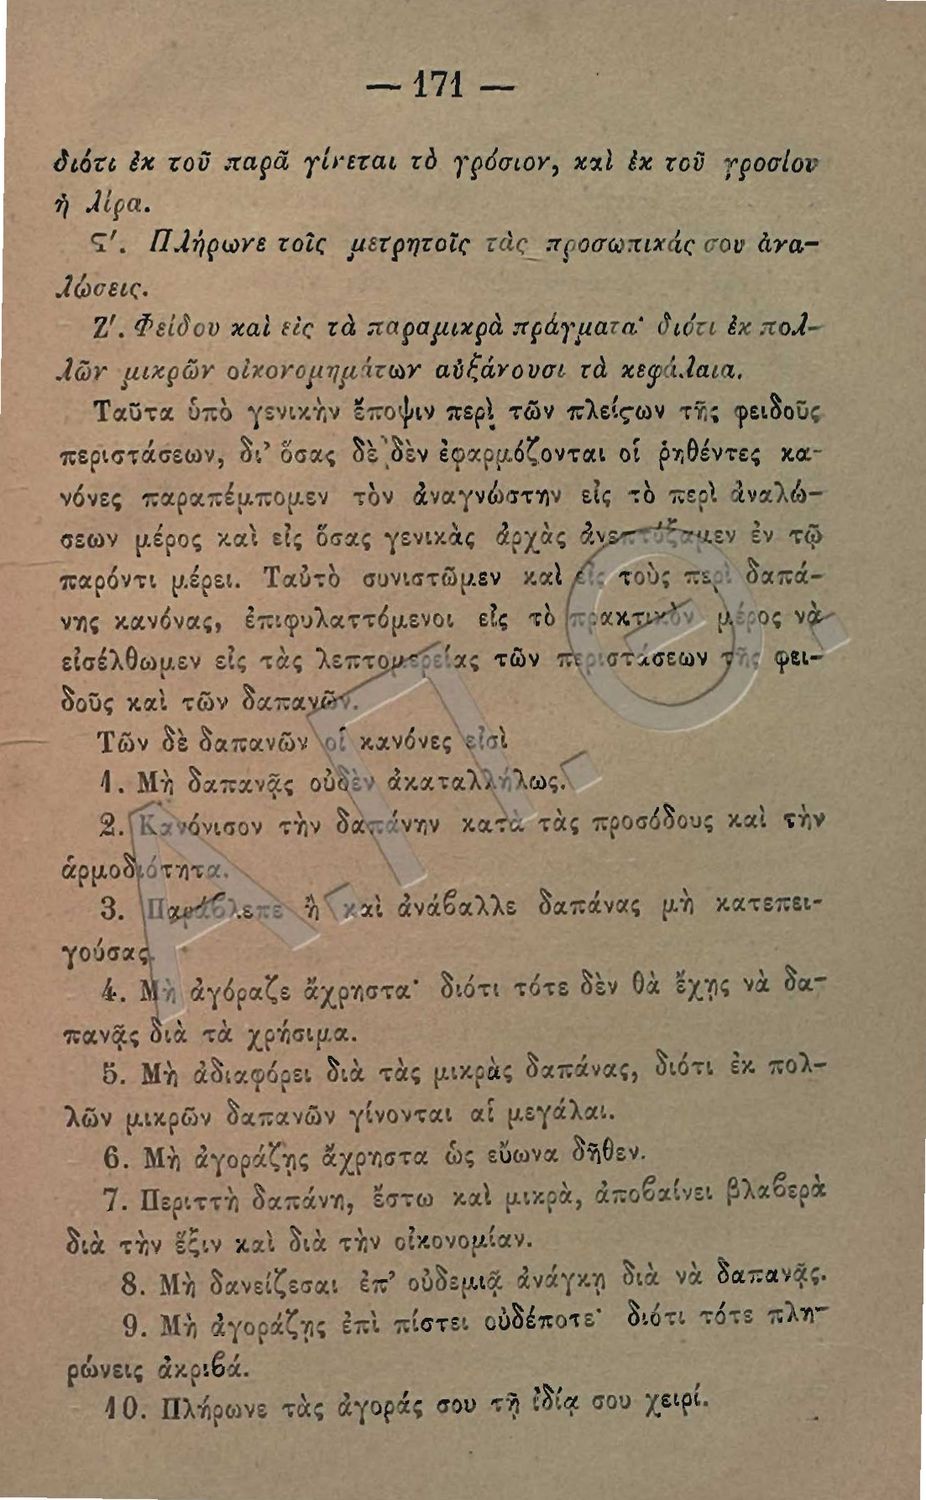 — 171 —
διότι ἐκ τοῦ παρᾶ γίνεται τὸ γρόσιον, καὶ ἐκ τοῦ γροσίου
ἡ λίρα.
Ϛ'. Πλήρωνε τοῖς μετρητοῖς τὰς προσωπικάς σου ἀνα-
λώσεις.
Ζ'. Φείδου καὶ εἰς τὰ παραμικρὰ πράγματα· διότι ἐκ πολ-
λῶν μικρῶν οἰκονομημάτων αὐξάνουσι τὰ κεφάλαια.
Ταῦτα ὑπὸ γενικὴν ἔποψιν περὶ τῶν πλείςων τῆς φειδοῦς
περιστάσεων, δι' ὅσας δὲ δὲν ἐφαρμόζονται οἱ ῥηθέντες κα-
νόνες παραπέμπομεν τὸν ἀναγνώστην εἰς τὸ περὶ ἀναλώ-
σεων μέρος καὶ εἰς ὅσας γενικὰς ἀρχὰς ἀνεπτύξαμεν ἐν τῷ
παρόντι μέρει. Ταὐτὸ συνιστῶμεν καὶ εἰς τοὺς περὶ δαπά-
νης κανόνας, ἐπιφυλαττόμενοι εἰς τὸ πρακτικὸν μέρος νὰ
εἰσέλθωμεν εἰς τὰς λεπτομερείας τῶν περιστάσεων τῆς φει-
δοῦς καὶ τῶν δαπανῶν.
Τῶν δὲ δαπανῶν οἱ κανόνες εἰσὶ
1. Μὴ δαπανᾷς οὐδὲν ἀκαταλλήλως.
2. Κανόνισον τὴν δαπάνην κατὰ τὰς προσόδους καὶ τὴν
ἁρμοδιότητα.
3. Παράβλεπε ἢ καὶ ἀνάβαλλε δαπάνας μὴ κατεπει-
γούσας.
4. Μὴ ἀγόραζε ἄχρηστα· διότι τότε δὲν θὰ ἔχῃς νὰ δα-
πανᾷς διὰ τὰ χρήσιμα.
5. Μὴ ἀδιαφόρει διὰ τὰς μικρὰς δαπάνας, διότι ἐκ πολ-
λῶν μικρῶν δαπανῶν γίνονται αἱ μεγάλαι.
6. Μὴ ἀγοράζῃς ἄχρηστα ὡς εὔωνα δῆθεν.
7. Περιττὴ δαπάνη, ἔστω καὶ μικρὰ, ἀποβαίνει βλαβερὰ
διὰ τὴν ἕξιν καὶ διὰ τὴν οἰκονομίαν.
8. Μὴ δανείζεσαι ἐπ' οὐδεμιᾷ ἀνάγκῃ διὰ νὰ δαπανᾷς.
9. Μὴ ἀγοράζῃς ἐπὶ πίστει οὐδέποτε· διότι τότε πλη-
ρώνεις ἀκριβά.
10. Πλήρωνε τὰς ἀγοράς σου τῇ ἰδίᾳ σου χειρί.
Α.Π.Θ.